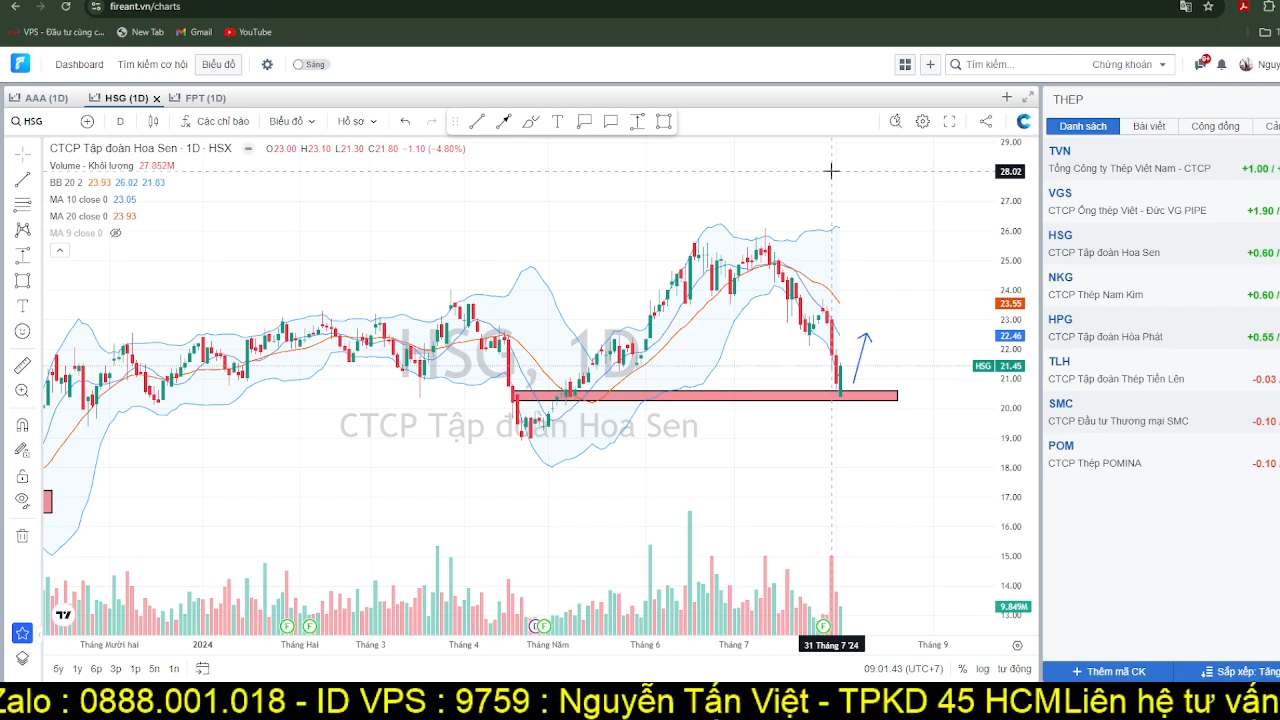 fireant.vn/charts
VPS - Đầu tư cùng c...
New Tab
Gmail
YouTube
Dashboard
Tìm kiếm cơ hội
Biểu đồ
Sáng
Tìm kiếm...
Chứng khoán
9+
AAA (1D)
HSG (1D)
FPT (1D)
THEP
HSG
D
Các chỉ báo
Biểu đồ
Hồ sơ
Danh sách
Bài viết
Cộng đồng
CTCP Tập đoàn Hoa Sen · 1D · HSX
O23.00 H23.10 L21.30 C21.80 -1.10 (-4.80%)
Volume - Khối lượng 27.852M
BB 20 2 23.93 26.02 21.83
MA 10 close 0 23.05
MA 20 close 0 23.93
MA 9 close 0
HSG, 1D
CTCP Tập đoàn Hoa Sen
29.00
28.02
27.00
26.00
25.00
24.00
23.55
23.00
22.46
22.00
HSG 21.45
21.00
20.00
19.00
18.00
17.00
16.00
15.00
14.00
9.849M
13.00
TVN
Tổng Công ty Thép Việt Nam - CTCP +1.00 /
VGS
CTCP Ống thép Việt - Đức VG PIPE +1.90 /
HSG
CTCP Tập đoàn Hoa Sen +0.60 /
NKG
CTCP Thép Nam Kim +0.60 /
HPG
CTCP Tập đoàn Hòa Phát +0.55 /
TLH
CTCP Tập đoàn Thép Tiến Lên -0.03
SMC
CTCP Đầu tư Thương mại SMC -0.10
POM
CTCP Thép POMINA -0.10
Tháng Mười hai
2024
Tháng Hai
Tháng 3
Tháng 4
Tháng Năm
Tháng 6
Tháng 7
31 Tháng 7 '24
Tháng 9
5y 1y 6p 3p 1p 5n 1n
09:01:43 (UTC+7)
% log tự động
Thêm mã CK
Sắp xếp: Tăng
Zalo : 0888.001.018 - ID VPS : 9759 : Nguyễn Tấn Việt - TPKD 45 HCMLiên hệ tư vấn